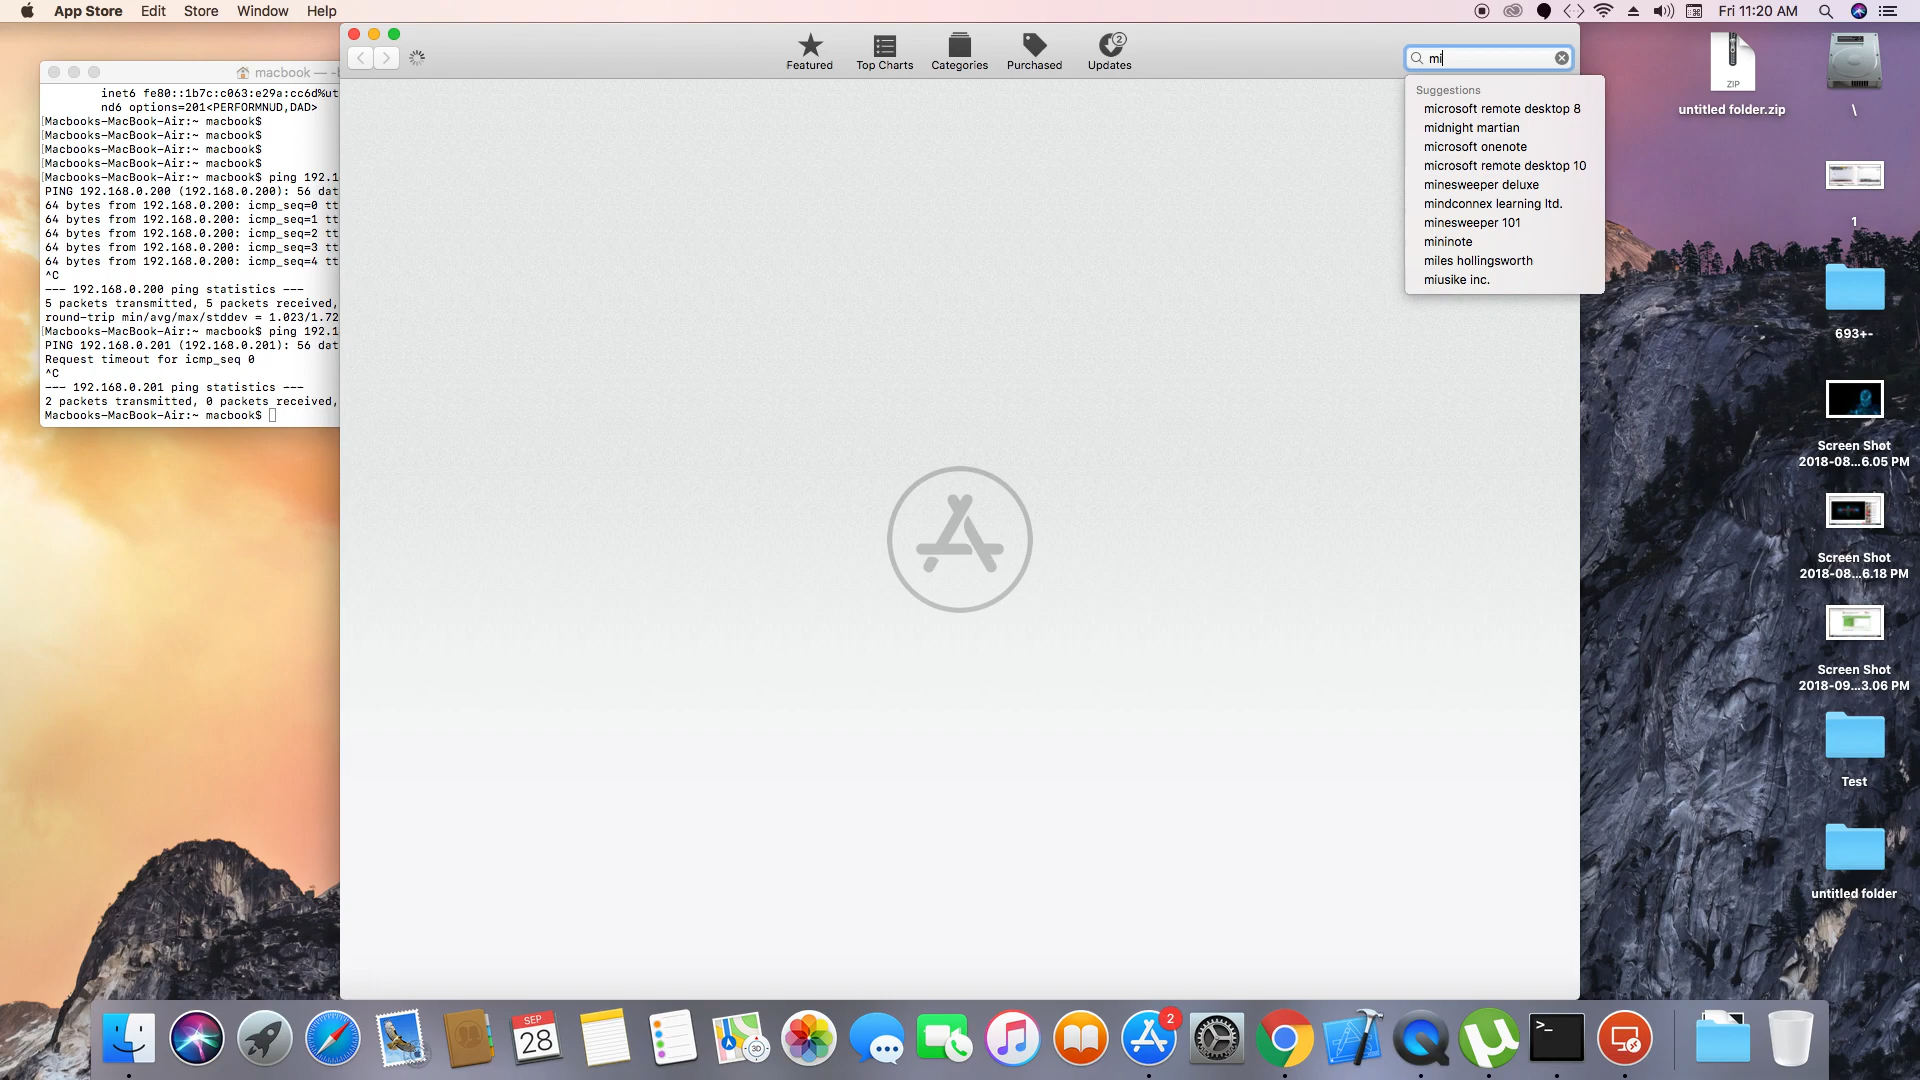 App Store Edit Store Window Help
Fri 11:20 AM
macbook — -b
inet6 fe80::1b7c:c063:e29a:cc6d%ut
nd6 options=201<PERFORMNUD,DAD>
[Macbooks-MacBook-Air:~ macbook$
[Macbooks-MacBook-Air:~ macbook$
[Macbooks-MacBook-Air:~ macbook$
[Macbooks-MacBook-Air:~ macbook$
[Macbooks-MacBook-Air:~ macbook$ ping 192.1
PING 192.168.0.200 (192.168.0.200): 56 dat
64 bytes from 192.168.0.200: icmp_seq=0 tt
64 bytes from 192.168.0.200: icmp_seq=1 tt
64 bytes from 192.168.0.200: icmp_seq=2 tt
64 bytes from 192.168.0.200: icmp_seq=3 tt
64 bytes from 192.168.0.200: icmp_seq=4 tt
^C
--- 192.168.0.200 ping statistics ---
5 packets transmitted, 5 packets received,
round-trip min/avg/max/stddev = 1.023/1.72
[Macbooks-MacBook-Air:~ macbook$ ping 192.1
PING 192.168.0.201 (192.168.0.201): 56 dat
Request timeout for icmp_seq 0
^C
--- 192.168.0.201 ping statistics ---
2 packets transmitted, 0 packets received,
Macbooks-MacBook-Air:~ macbook$
Featured
Top Charts
Categories
Purchased
2
Updates
mi
Suggestions
microsoft remote desktop 8
midnight martian
microsoft onenote
microsoft remote desktop 10
minesweeper deluxe
mindconnex learning ltd.
minesweeper 101
mininote
miles hollingsworth
miusike inc.
ZIP
untitled folder.zip
\
1
693+-
Screen Shot
2018-08...6.05 PM
Screen Shot
2018-08...6.18 PM
Screen Shot
2018-09...3.06 PM
Test
untitled folder
SEP
28
3D
2
>_